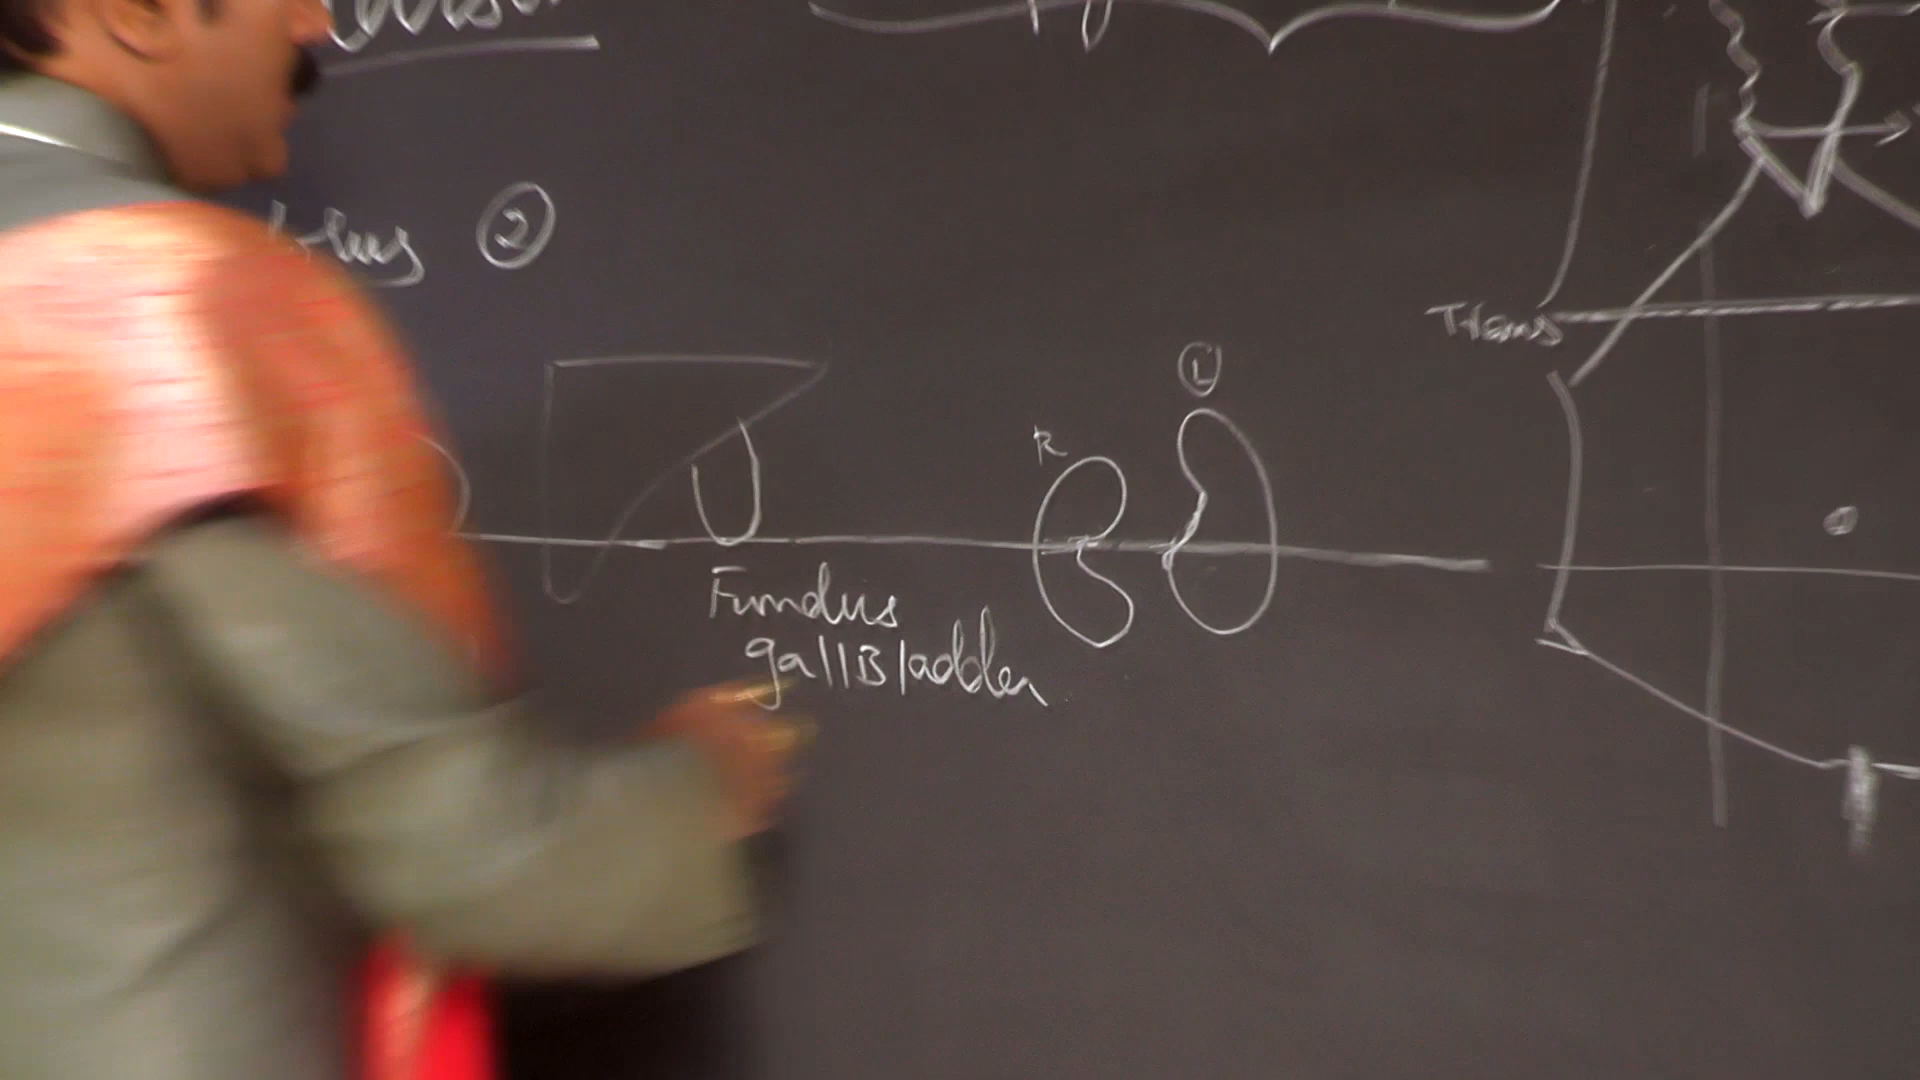 ②
Trans
Ⓛ
R
Fundus
gallBladder